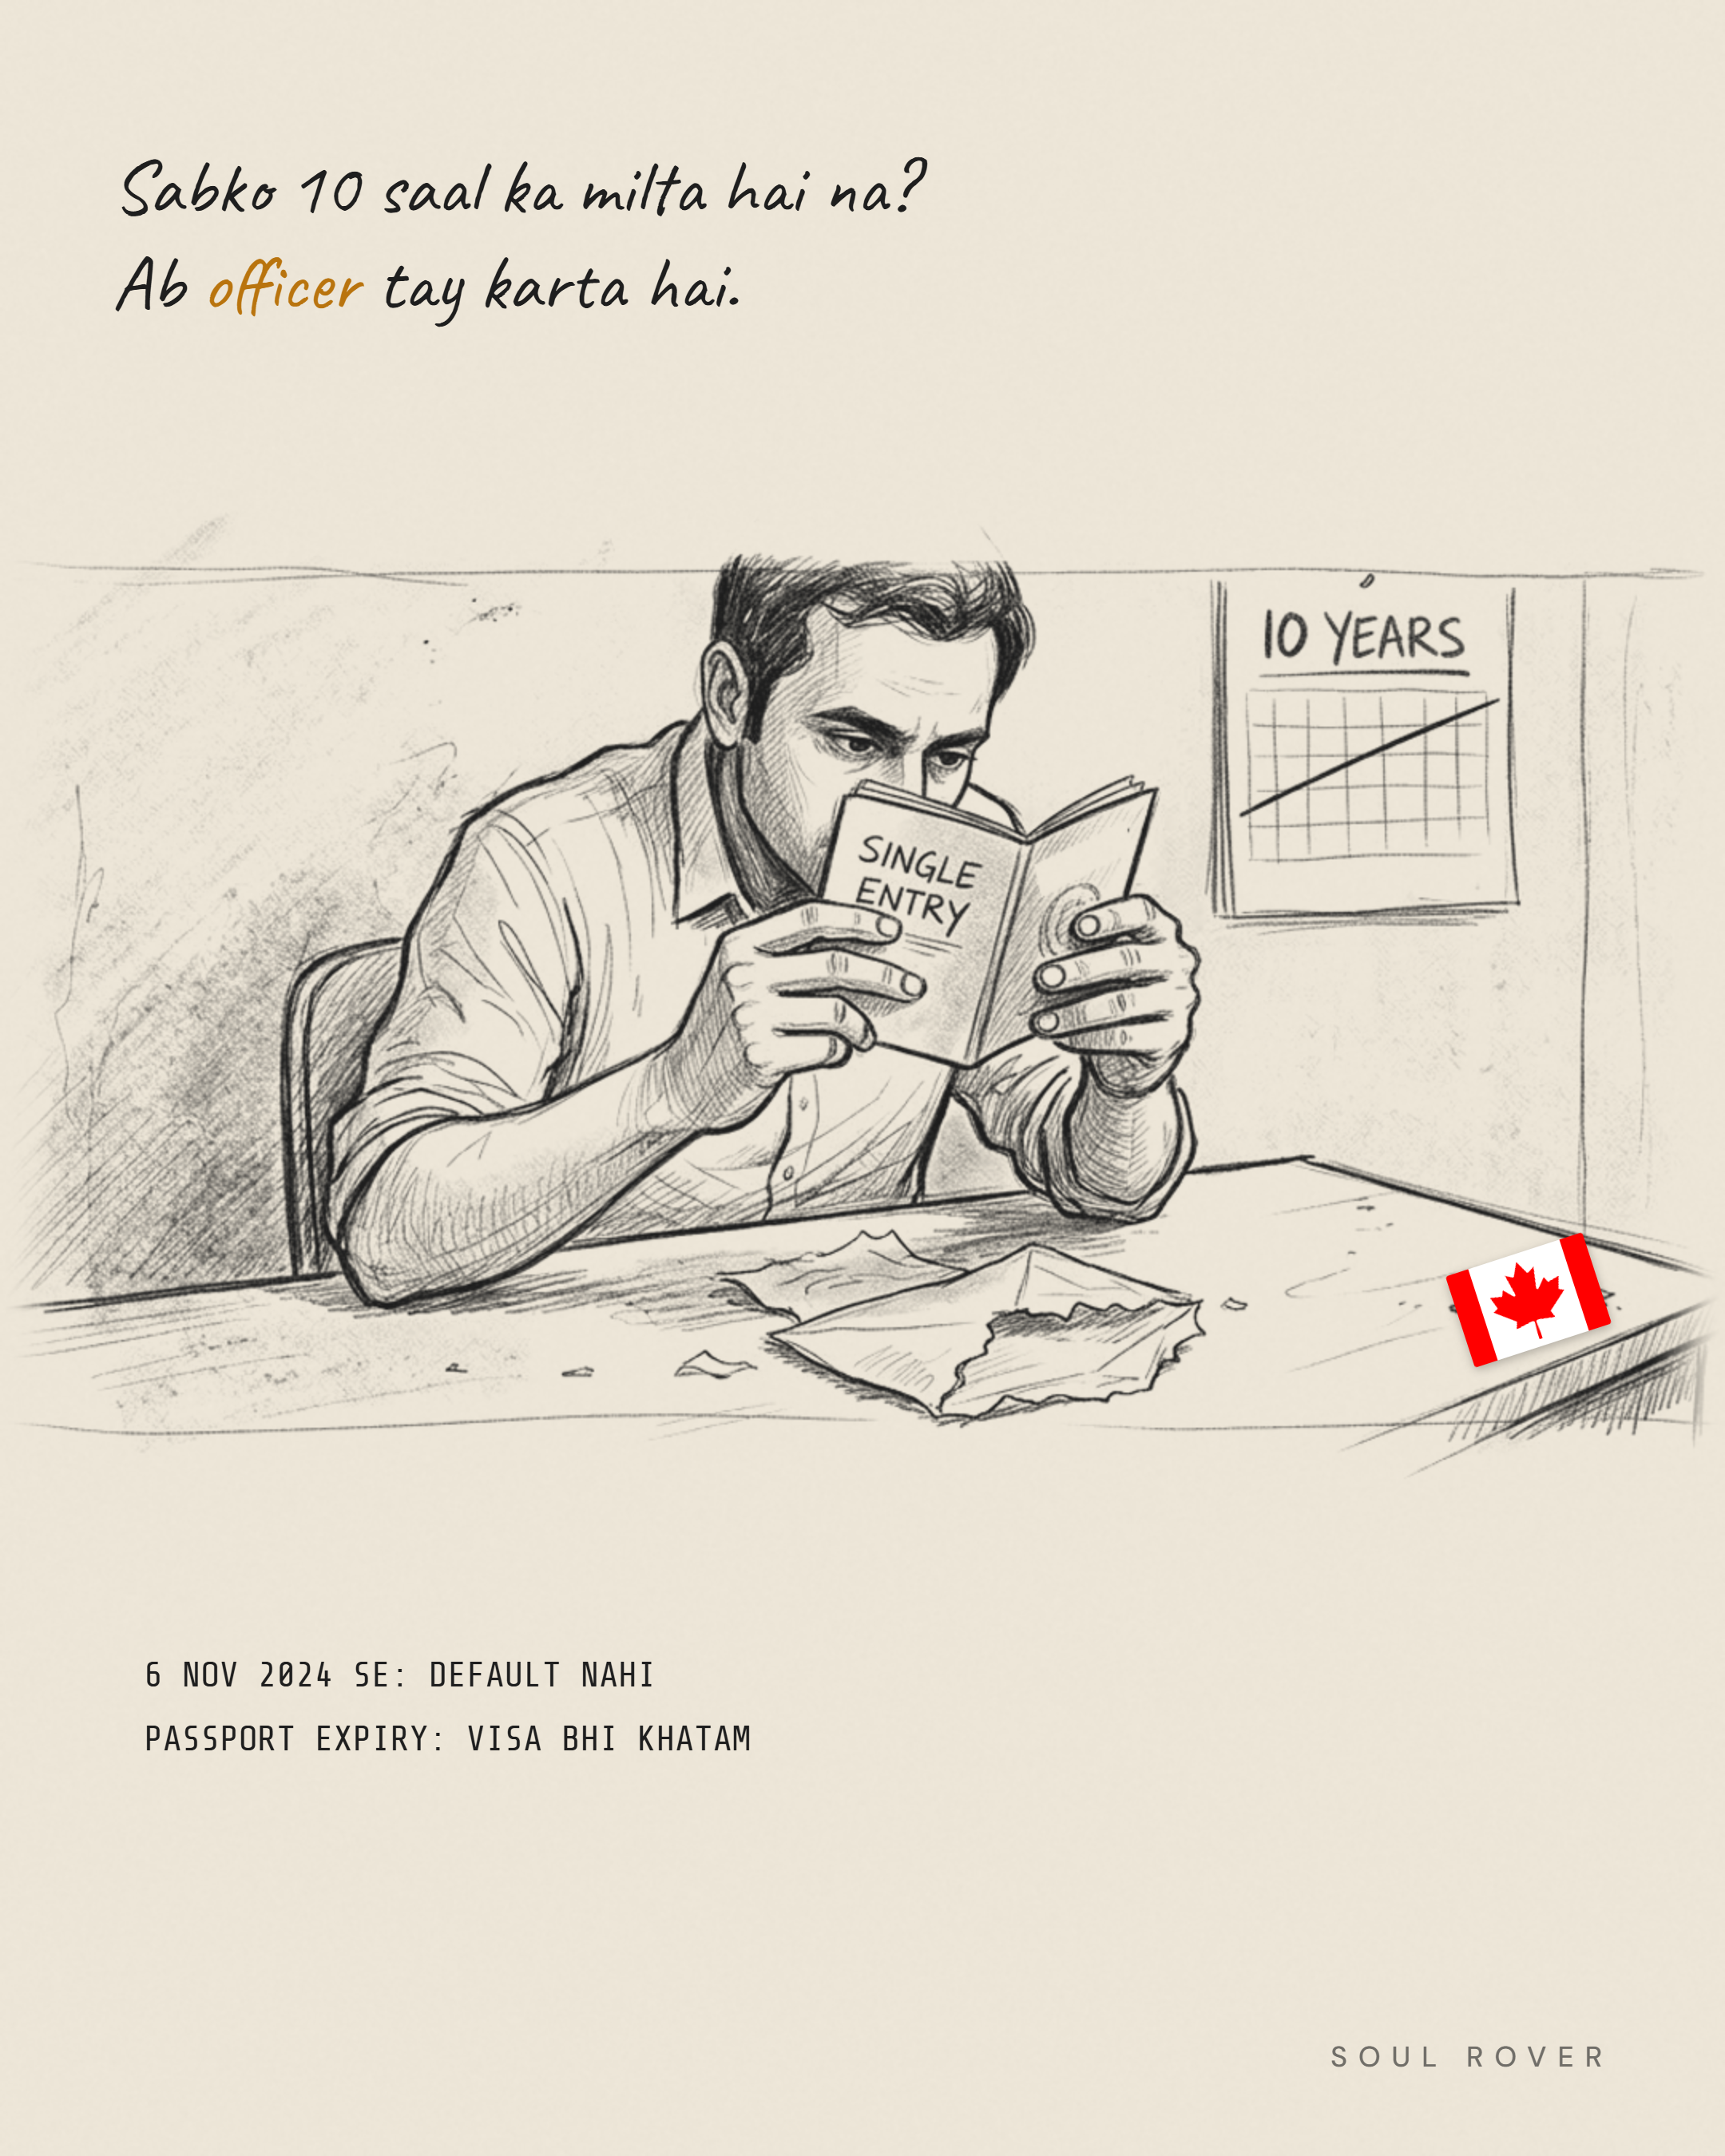 Sabko 10 saal ka milta hai na?
Ab officer tay karta hai.
10 YEARS
SINGLE
ENTRY
6 NOV 2024 SE: DEFAULT NAHI
PASSPORT EXPIRY: VISA BHI KHATAM
SOUL ROVER